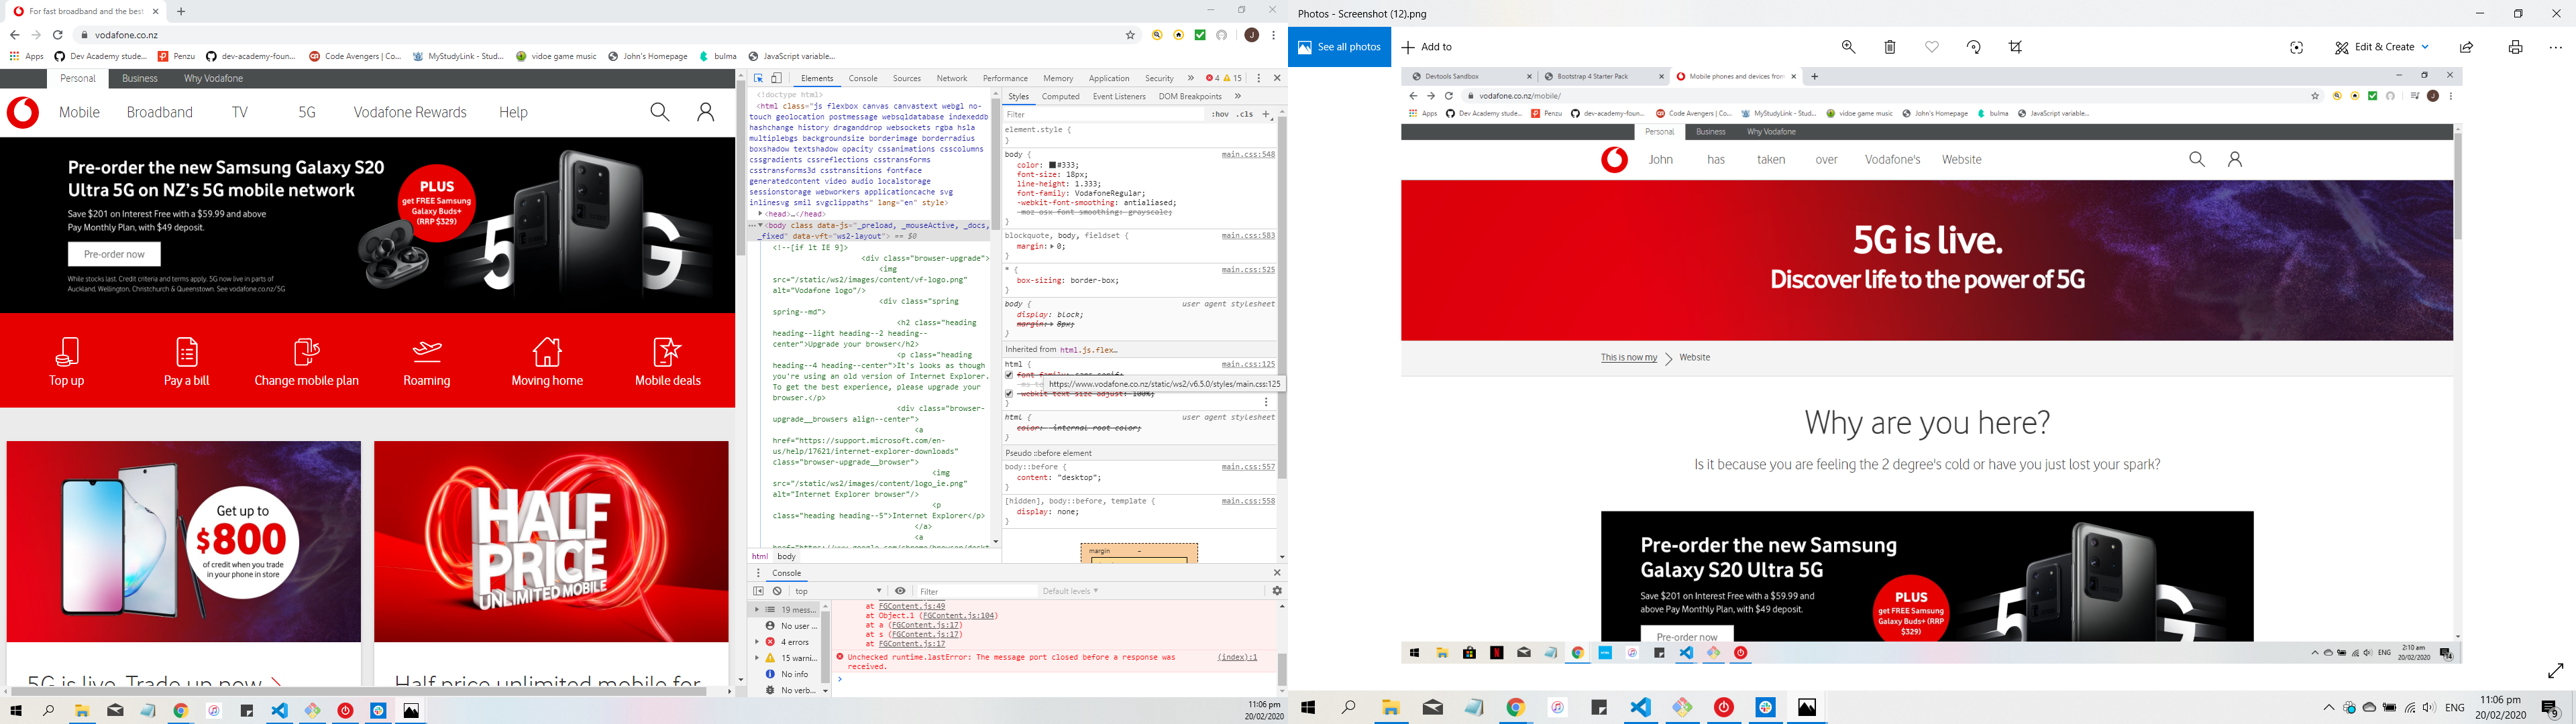 For fast broadband and the best
vodafone.co.nz
Apps
Dev Academy stude...
Penzu
dev-academy-foun...
Code Avengers | Co...
MyStudyLink - Stud...
vidoe game music
John's Homepage
bulma
JavaScript variable...
Personal
Business
Why Vodafone
Mobile
Broadband
TV
5G
Vodafone Rewards
Help
Pre-order the new Samsung Galaxy S20
Ultra 5G on NZ's 5G mobile network
Save $201 on Interest Free with a $59.99 and above
Pay Monthly Plan, with $49 deposit.
Pre-order now
While stocks last. Credit criteria and terms apply. 5G now live in parts of
Auckland, Wellington, Christchurch & Queenstown. See vodafone.co.nz/5G
PLUS
get FREE Samsung
Galaxy Buds+
(RRP $329)
5
G
Top up
Pay a bill
Change mobile plan
Roaming
Moving home
Mobile deals
Get up to
$800
of credit when you trade
in your phone in store
HALF
PRICE
UNLIMITED MOBILE
5G is live. Trade up now
Half price unlimited mobile for
Elements
Console
Sources
Network
Performance
Memory
Application
Security
4
15
<!doctype html>
<html class="js flexbox canvas canvastext webgl no-
touch geolocation postmessage websqldatabase indexeddb
hashchange history draganddrop websockets rgba hsla
multiplebgs backgroundsize borderimage borderradius
boxshadow textshadow opacity cssanimations csscolumns
cssgradients cssreflections csstransforms
csstransforms3d csstransitions fontface
generatedcontent video audio localstorage
sessionstorage webworkers applicationcache svg
inlinesvg smil svgclippaths" lang="en" style>
<head>…</head>
<body class data-js="_preload, _mouseActive, _docs,
_fixed" data-vft="ws2-layout"> == $0
<!--[if lt IE 9]>
<div class="browser-upgrade">
<img
src="/static/ws2/images/content/vf-logo.png"
alt="Vodafone logo"/>
<div class="spring
spring--md">
<h2 class="heading
heading--light heading--2 heading--
center">Upgrade your browser</h2>
<p class="heading
heading--4 heading--center">It's looks as though
you're using an old version of Internet Explorer.
To get the best experience, please upgrade your
browser.</p>
<div class="browser-
upgrade__browsers align--center">
<a
href="https://support.microsoft.com/en-
us/help/17621/internet-explorer-downloads"
class="browser-upgrade__browser">
<img
src="/static/ws2/images/content/logo_ie.png"
alt="Internet Explorer browser"/>
<p
class="heading heading--5">Internet Explorer</p>
</a>
<a
html
body
Styles
Computed
Event Listeners
DOM Breakpoints
Filter
:hov
.cls
element.style {
}
body {
main.css:548
color: #333;
font-size: 18px;
line-height: 1.333;
font-family: VodafoneRegular;
-webkit-font-smoothing: antialiased;
-moz-osx-font-smoothing: grayscale;
}
blockquote, body, fieldset {
main.css:583
margin: 0;
}
* {
main.css:525
box-sizing: border-box;
}
body {
user agent stylesheet
display: block;
margin: 8px;
}
Inherited from html.js.flex…
html {
main.css:125
font-family: sans-serif;
https://www.vodafone.co.nz/static/ws2/v6.5.0/styles/main.css:125
-webkit-text-size-adjust: 100%;
}
html {
user agent stylesheet
color: -internal-root-color;
}
Pseudo ::before element
body::before {
main.css:557
content: "desktop";
}
[hidden], body::before, template {
main.css:558
display: none;
}
margin
Console
top
Filter
Default levels
19 mess...
No user ...
4 errors
15 warni...
No info
No verb...
at FGContent.js:49
at Object.1 (FGContent.js:104)
at a (FGContent.js:17)
at s (FGContent.js:17)
at FGContent.js:17
Unchecked runtime.lastError: The message port closed before a response was
received.
(index):1
11:06 pm
20/02/2020
Photos - Screenshot (12).png
See all photos
Add to
Edit & Create
Devtools Sandbox
Bootstrap 4 Starter Pack
Mobile phones and devices from
vodafone.co.nz/mobile/
Apps
Dev Academy stude...
Penzu
dev-academy-foun...
Code Avengers | Co...
MyStudyLink - Stud...
vidoe game music
John's Homepage
bulma
JavaScript variable...
Personal
Business
Why Vodafone
John
has
taken
over
Vodafone's
Website
5G is live.
Discover life to the power of 5G
This is now my
Website
Why are you here?
Is it because you are feeling the 2 degree's cold or have you just lost your spark?
Pre-order the new Samsung
Galaxy S20 Ultra 5G
Save $201 on Interest Free with a $59.99 and
above Pay Monthly Plan, with $49 deposit.
Pre-order now
PLUS
get FREE Samsung
Galaxy Buds+ (RRP
$329)
5
G
ENG
2:10 am
20/02/2020
ENG
11:06 pm
20/02/2020
9